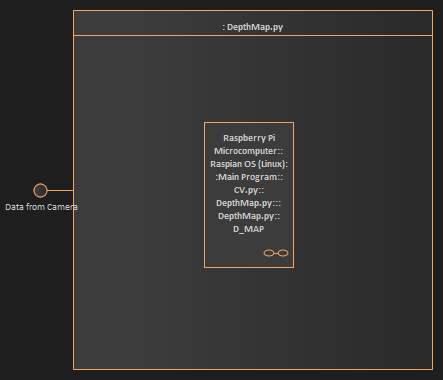 : DepthMap.py
Raspberry Pi
Microcomputer::
Raspian OS (Linux):
:Main Program::
CV.py::
DepthMap.py:::
DepthMap.py::
D_MAP
Data from Camera